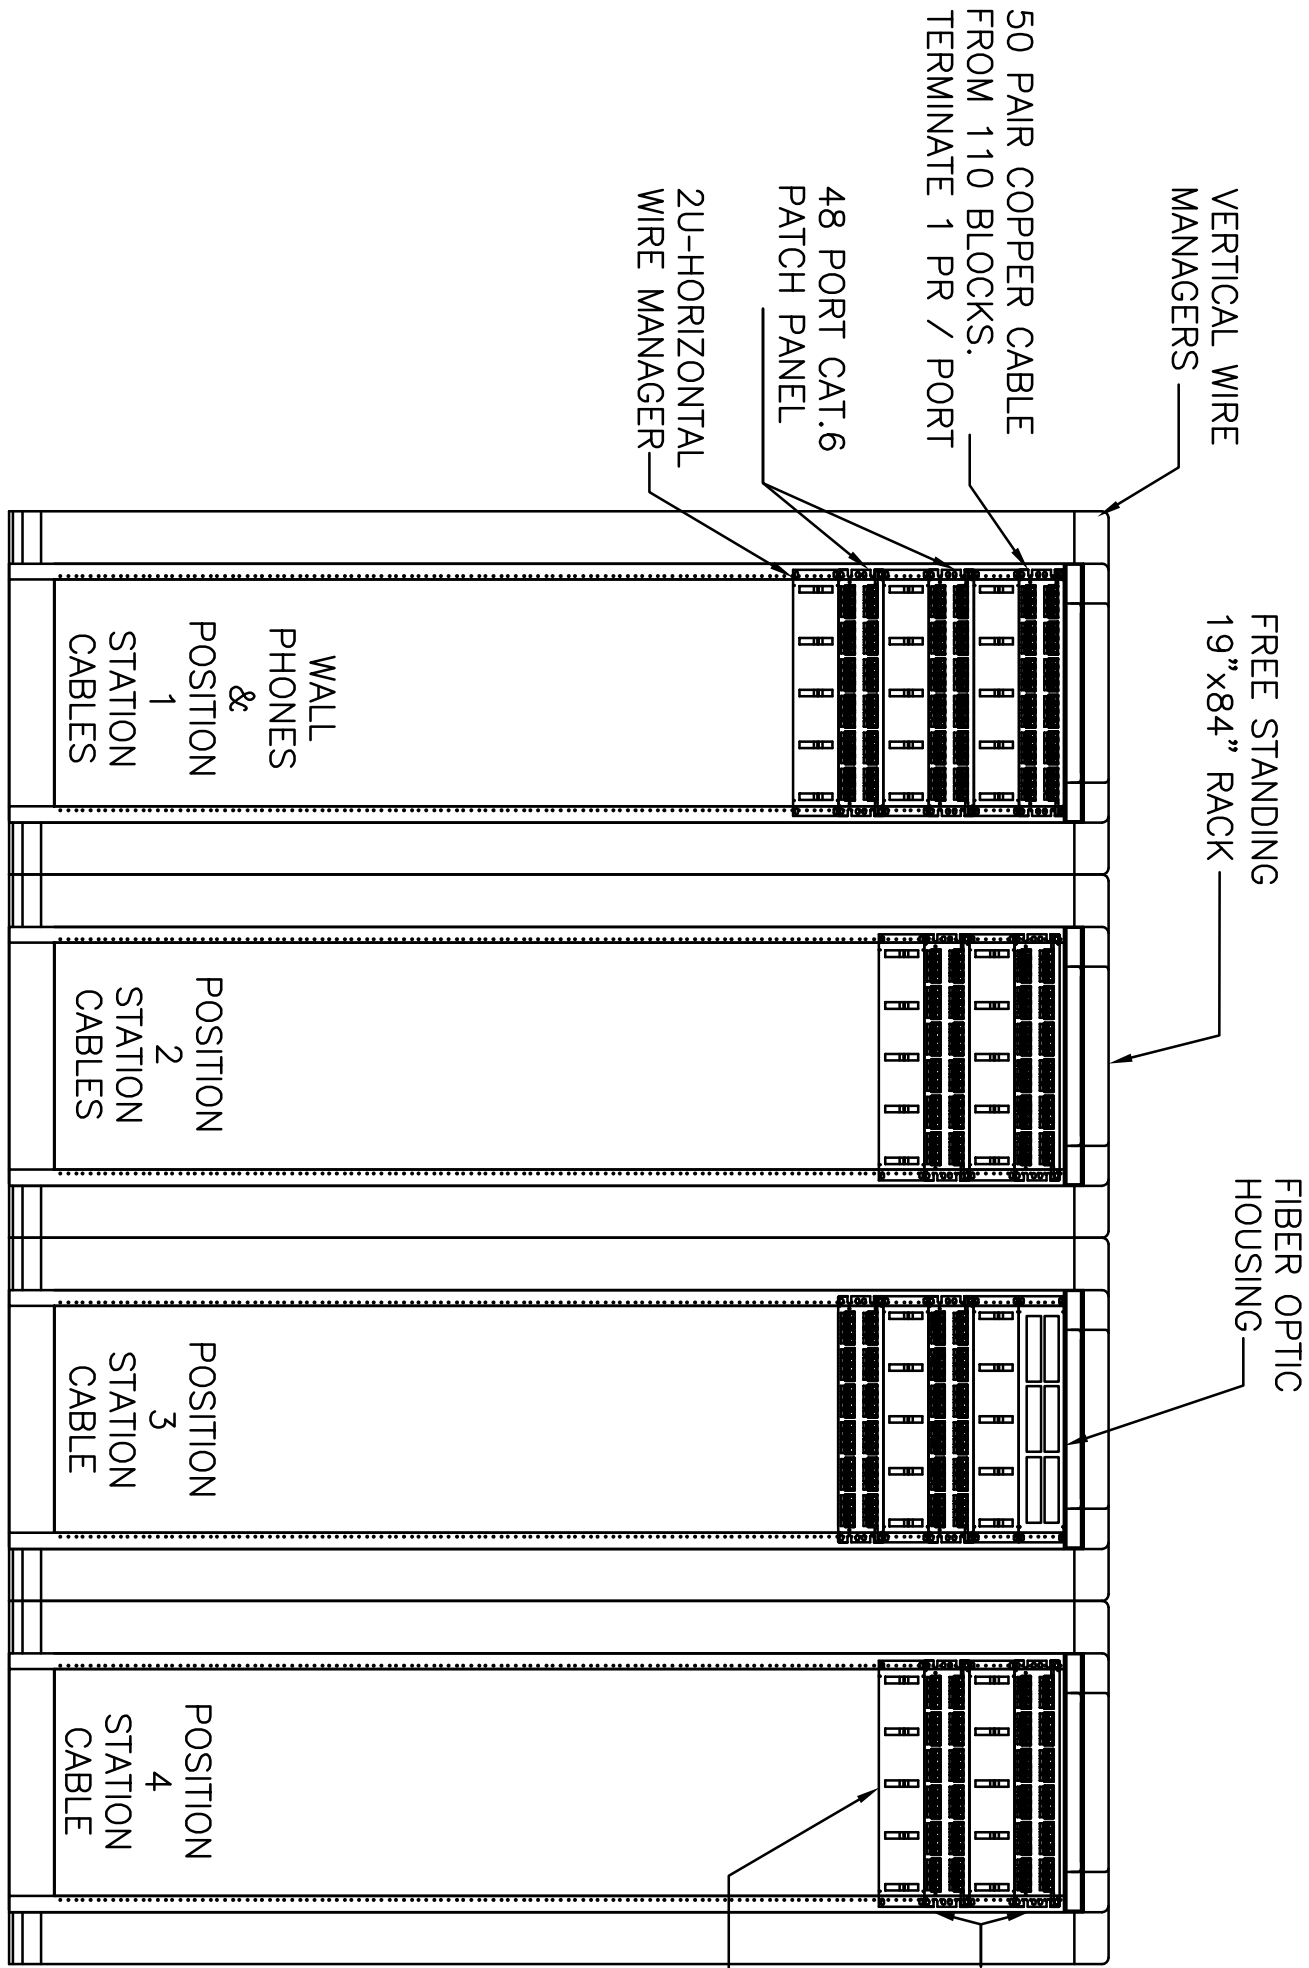 VERTICAL WIRE
MANAGERS
FREE STANDING
19"x84" RACK
FIBER OPTIC
HOUSING
50 PAIR COPPER CABLE
FROM 110 BLOCKS.
TERMINATE 1 PR / PORT
48 PORT CAT.6
PATCH PANEL
2U-HORIZONTAL
WIRE MANAGER
WALL
PHONES
&
POSITION
1
STATION
CABLES
POSITION
2
STATION
CABLES
POSITION
3
STATION
CABLE
POSITION
4
STATION
CABLE